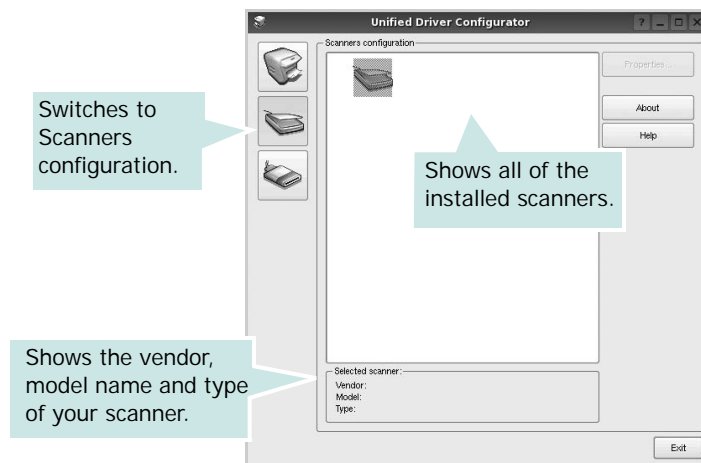 Unified Driver Configurator
Scanners configuration
Properties...
About
Help
Switches to
Scanners
configuration.
Shows all of the
installed scanners.
Shows the vendor,
model name and type
of your scanner.
Selected scanner:
Vendor:
Model:
Type:
Exit